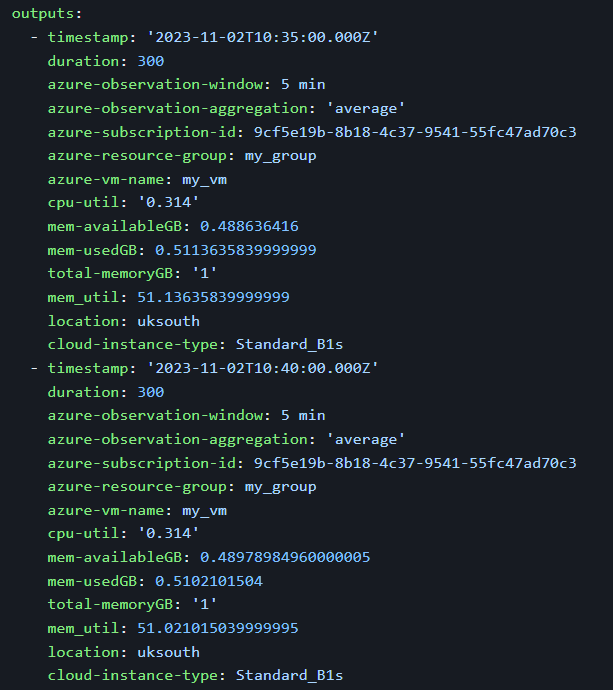 outputs:
- timestamp: '2023-11-02T10:35:00.000Z'
duration: 300
azure-observation-window: 5 min
azure-observation-aggregation: 'average'
azure-subscription-id: 9cf5e19b-8b18-4c37-9541-55fc47ad70c3
azure-resource-group: my_group
azure-vm-name: my_vm
cpu-util: '0.314'
mem-availableGB: 0.488636416
mem-usedGB: 0.5113635839999999
total-memoryGB: '1'
mem_util: 51.13635839999999
location: uksouth
cloud-instance-type: Standard_B1s
- timestamp: '2023-11-02T10:40:00.000Z'
duration: 300
azure-observation-window: 5 min
azure-observation-aggregation: 'average'
azure-subscription-id: 9cf5e19b-8b18-4c37-9541-55fc47ad70c3
azure-resource-group: my_group
azure-vm-name: my_vm
cpu-util: '0.314'
mem-availableGB: 0.48978984960000005
mem-usedGB: 0.5102101504
total-memoryGB: '1'
mem_util: 51.021015039999995
location: uksouth
cloud-instance-type: Standard_B1s